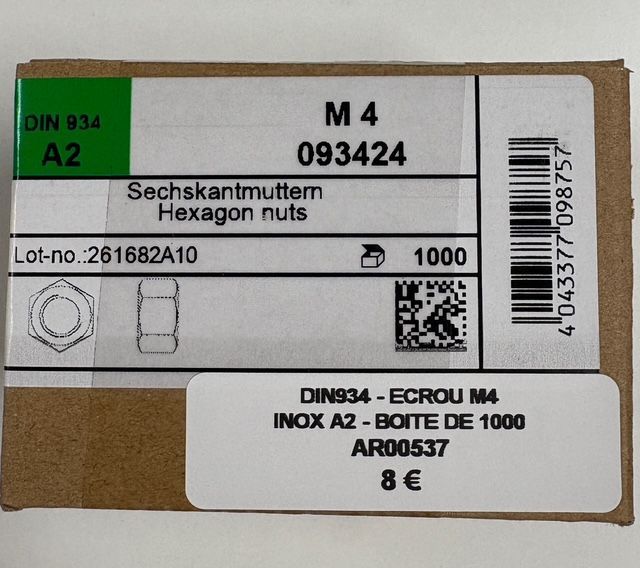 DIN 934
A2
M 4
093424
Sechskantmuttern
Hexagon nuts
Lot-no.:261682A10
1000
4 043377 098757
DIN934 - ECROU M4
INOX A2 - BOITE DE 1000
AR00537
8 €